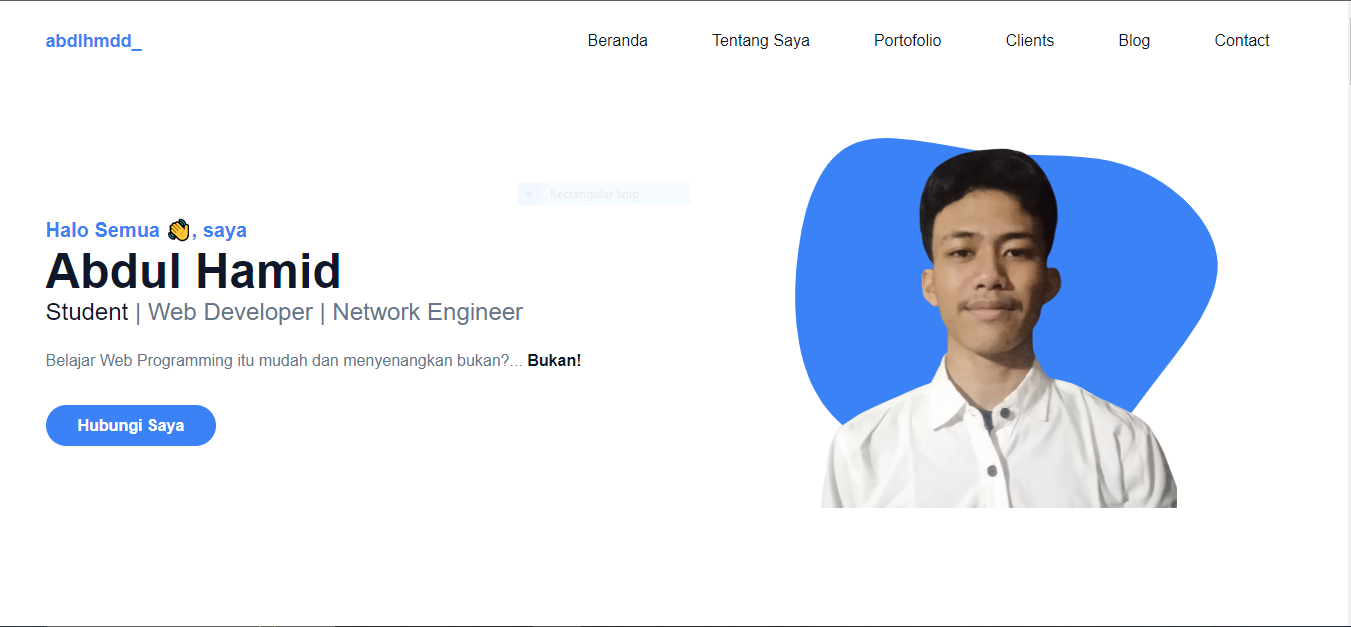 abdlhmdd_
Beranda Tentang Saya Portofolio Clients Blog Contact
Rectangular Snip
Halo Semua 👋, saya
Abdul Hamid
Student | Web Developer | Network Engineer
Belajar Web Programming itu mudah dan menyenangkan bukan?... Bukan!
Hubungi Saya